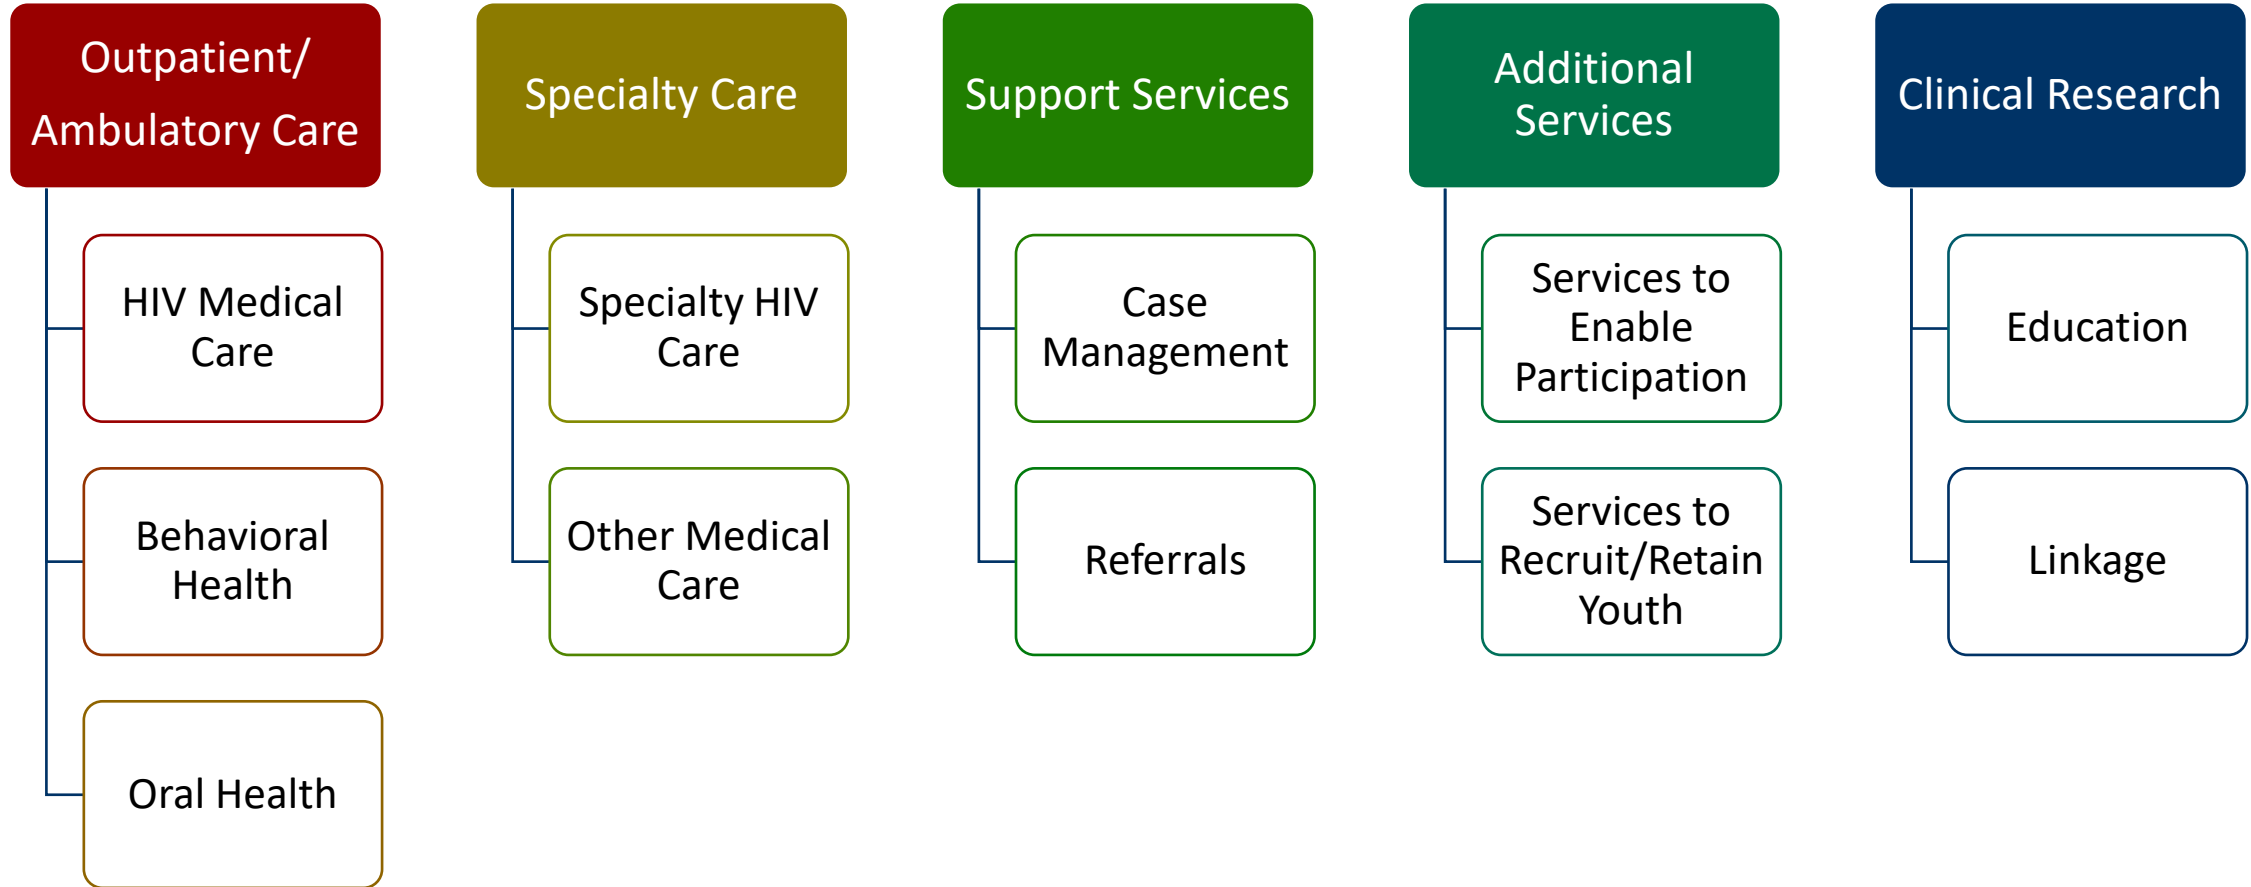 Outpatient/
Ambulatory Care
HIV Medical
Care
Behavioral
Health
Oral Health
Specialty Care
Specialty HIV
Care
Other Medical
Care
Support Services
Case
Management
Referrals
Additional
Services
Services to
Enable
Participation
Services to
Recruit/Retain
Youth
Clinical Research
Education
Linkage